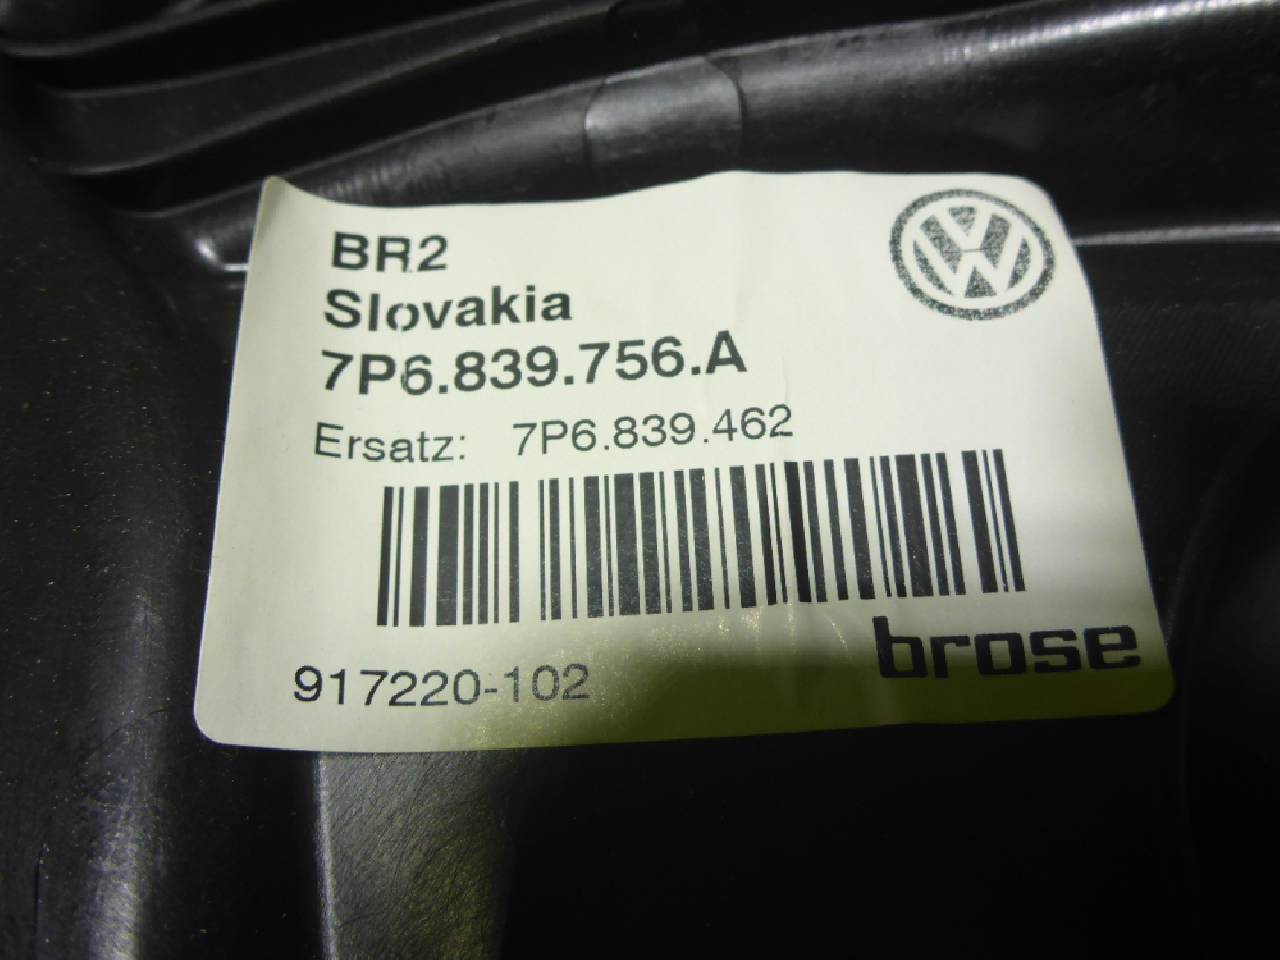 BR2
Slovakia
7P6.839.756.A
Ersatz: 7P6.839.462
917220-102
brose